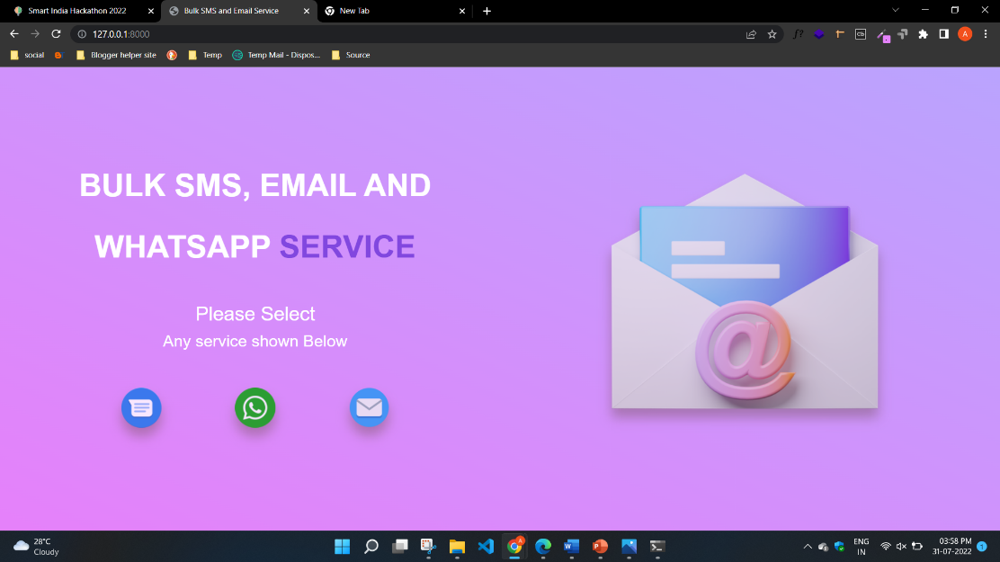 Smart India Hackathon 2022
Bulk SMS and Email Service
New Tab
127.0.0.1:8000
f?
Cb
A
social
Blogger helper site
Temp
Temp Mail - Dispos...
Source
BULK SMS, EMAIL AND
WHATSAPP SERVICE
Please Select
Any service shown Below
@
28°C
Cloudy
A
ENG
IN
03:58 PM
31-07-2022
1